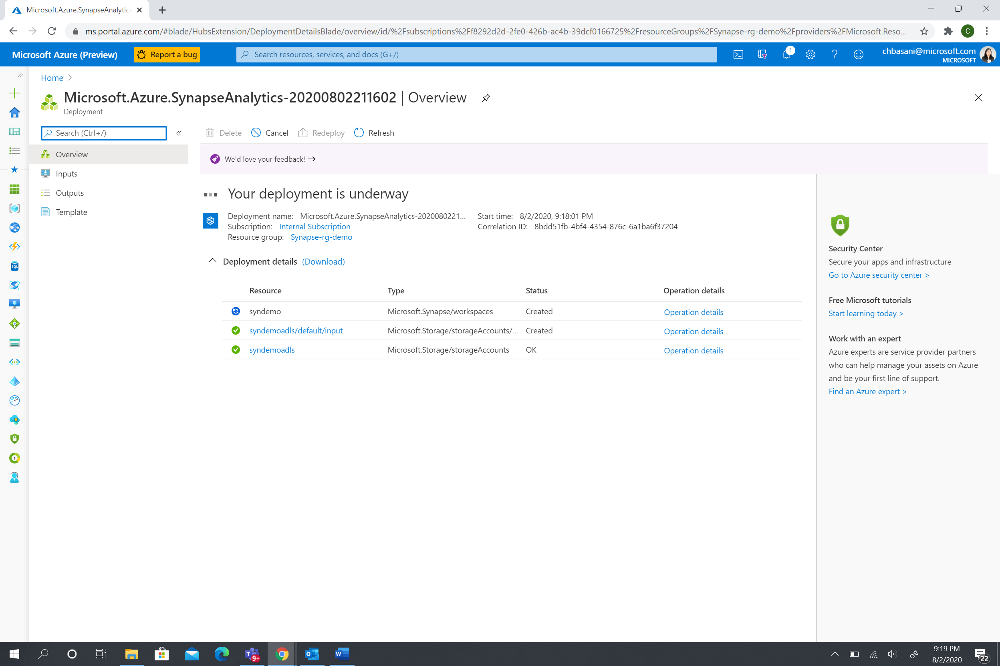 Microsoft.Azure.SynapseAnalytics
ms.portal.azure.com/#blade/HubsExtension/DeploymentDetailsBlade/overview/id/%2Fsubscriptions%2Ff8292d2d-2fe0-426b-ac4b-39dcf0166725%2FresourceGroups%2FSynapse-rg-demo%2Fproviders%2FMicrosoft.Reso...
C
Microsoft Azure (Preview)
Report a bug
Search resources, services, and docs (G+/)
1
chbasani@microsoft.com
MICROSOFT
Home
Microsoft.Azure.SynapseAnalytics-20200802211602 | Overview
Deployment
Search (Ctrl+/)
Delete
Cancel
Redeploy
Refresh
Overview
Inputs
Outputs
Template
We'd love your feedback! →
Your deployment is underway
Deployment name: Microsoft.Azure.SynapseAnalytics-2020080221...
Subscription: Internal Subscription
Resource group: Synapse-rg-demo
Start time: 8/2/2020, 9:18:01 PM
Correlation ID: 8bdd51fb-4bf4-4354-876c-6a1ba6f37204
Deployment details (Download)
Resource Type Status Operation details
syndemo Microsoft.Synapse/workspaces Created Operation details
syndemoadls/default/input Microsoft.Storage/storageAccounts/... Created Operation details
syndemoadls Microsoft.Storage/storageAccounts OK Operation details
Security Center
Secure your apps and infrastructure
Go to Azure security center >
Free Microsoft tutorials
Start learning today >
Work with an expert
Azure experts are service provider partners
who can help manage your assets on Azure
and be your first line of support.
Find an Azure expert >
SQL
T
9+
O
W
9:19 PM
8/2/2020
22